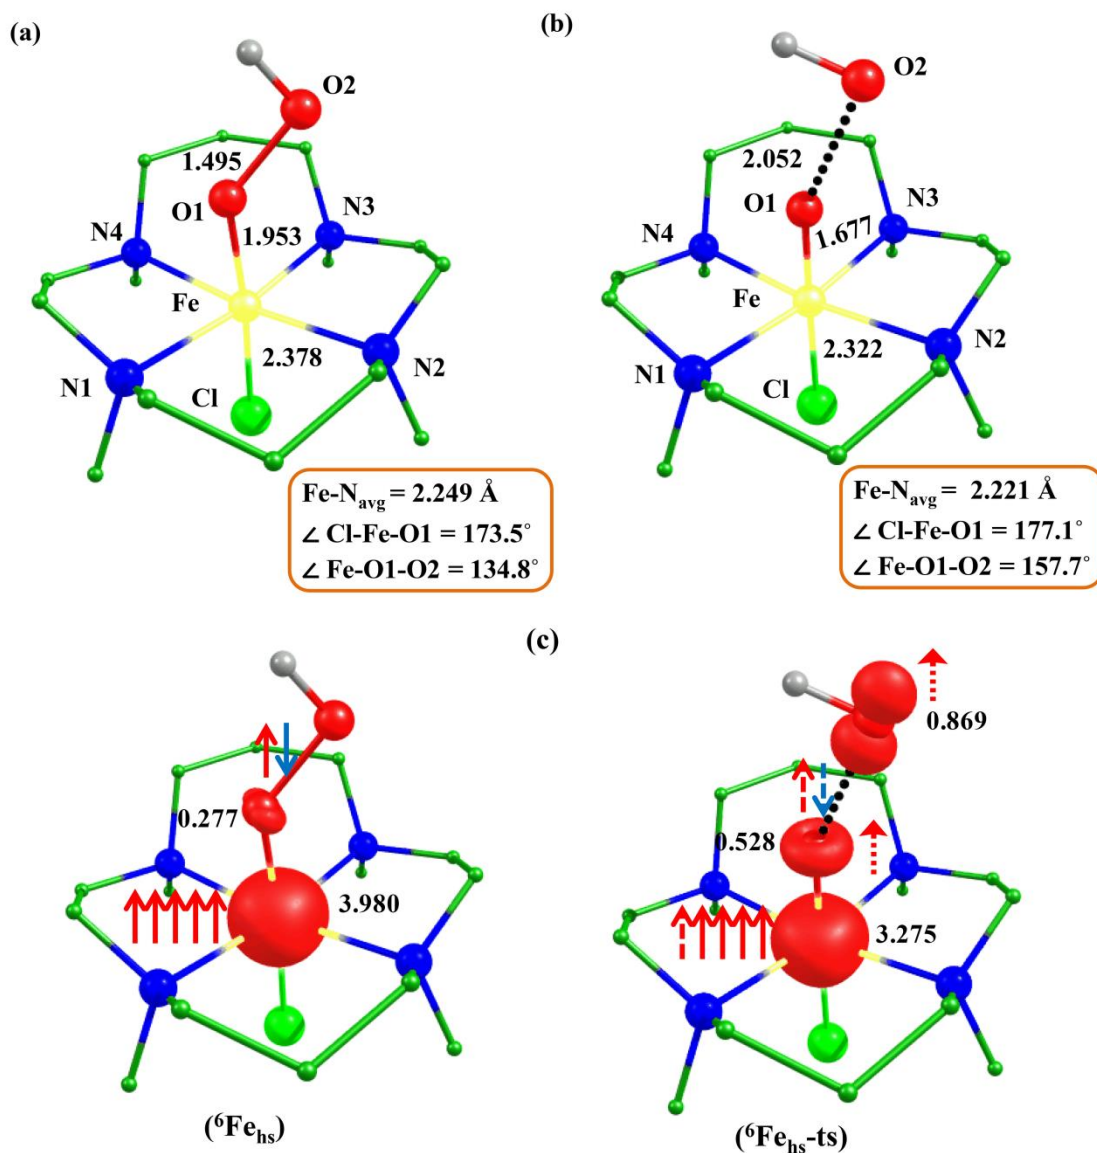 (a)
O2
1.495
O1
N3
N4
1.953
Fe
2.378
N2
N1
Cl
Fe-Navg = 2.249 Å
∠ Cl-Fe-O1 = 173.5°
∠ Fe-O1-O2 = 134.8°
(b)
O2
2.052
O1
N3
N4
1.677
Fe
2.322
N2
N1
Cl
Fe-Navg = 2.221 Å
∠ Cl-Fe-O1 = 177.1°
∠ Fe-O1-O2 = 157.7°
(c)
0.277
3.980
(⁶Fehs)
0.869
0.528
3.275
(⁶Fehs-ts)